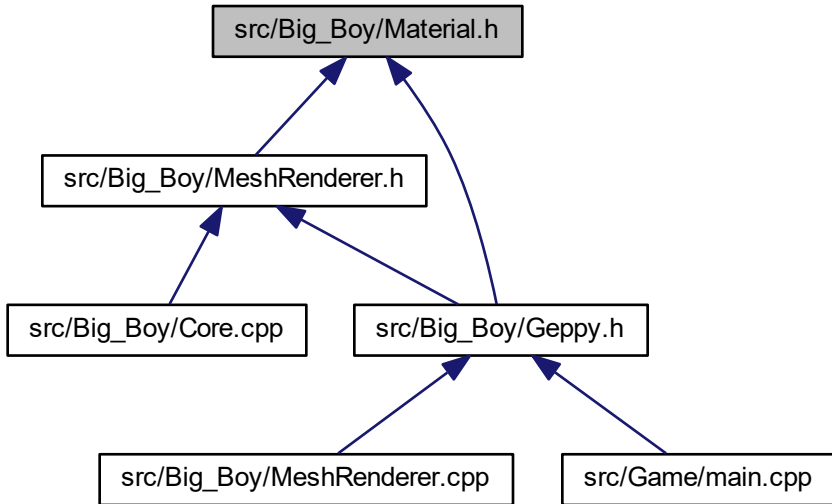 src/Big_Boy/Material.h
src/Big_Boy/MeshRenderer.h
src/Big_Boy/Core.cpp
src/Big_Boy/Geppy.h
src/Big_Boy/MeshRenderer.cpp
src/Game/main.cpp